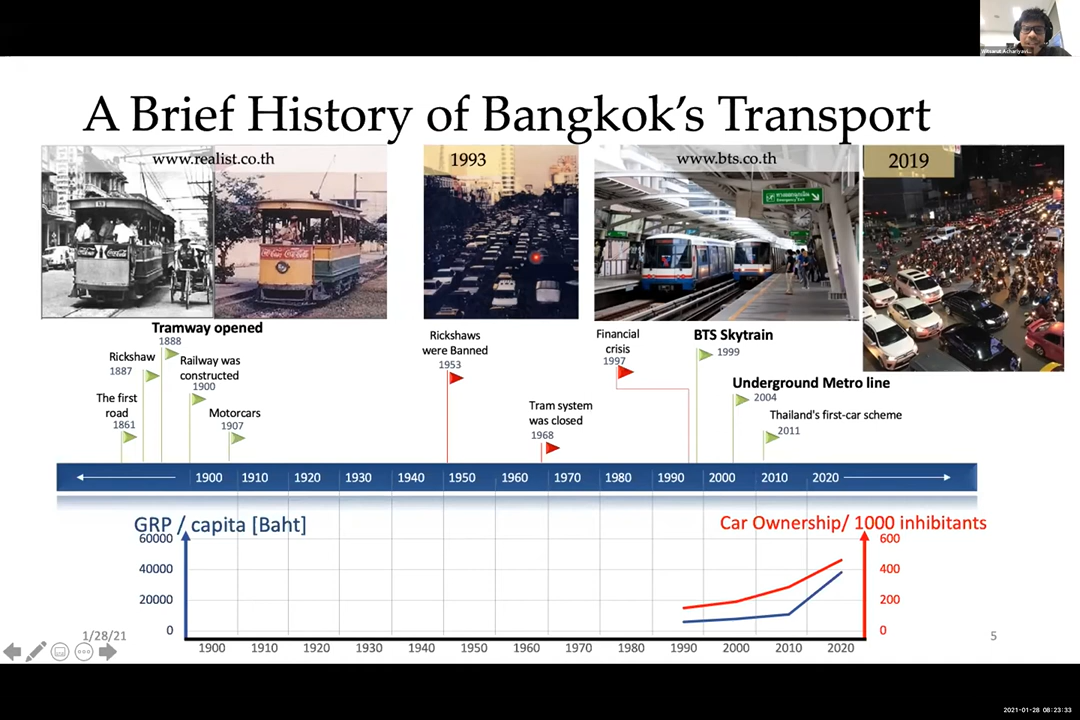 A Brief History of Bangkok's Transport
www.realist.co.th
1993
www.bts.co.th
2019
Tramway opened
1888
Rickshaw
1887
Railway was
constructed
1900
The first
road
1861
Motorcars
1907
Rickshaws
were Banned
1953
Tram system
was closed
1968
Financial
crisis
1997
BTS Skytrain
1999
Underground Metro line
2004
Thailand's first-car scheme
2011
1900 1910 1920 1930 1940 1950 1960 1970 1980 1990 2000 2010 2020
GRP / capita [Baht]
Car Ownership/ 1000 inhibitants
60000
40000
20000
0
600
400
200
0
1900 1910 1920 1930 1940 1950 1960 1970 1980 1990 2000 2010 2020
1/28/21
5
2021-01-28 08:23:33